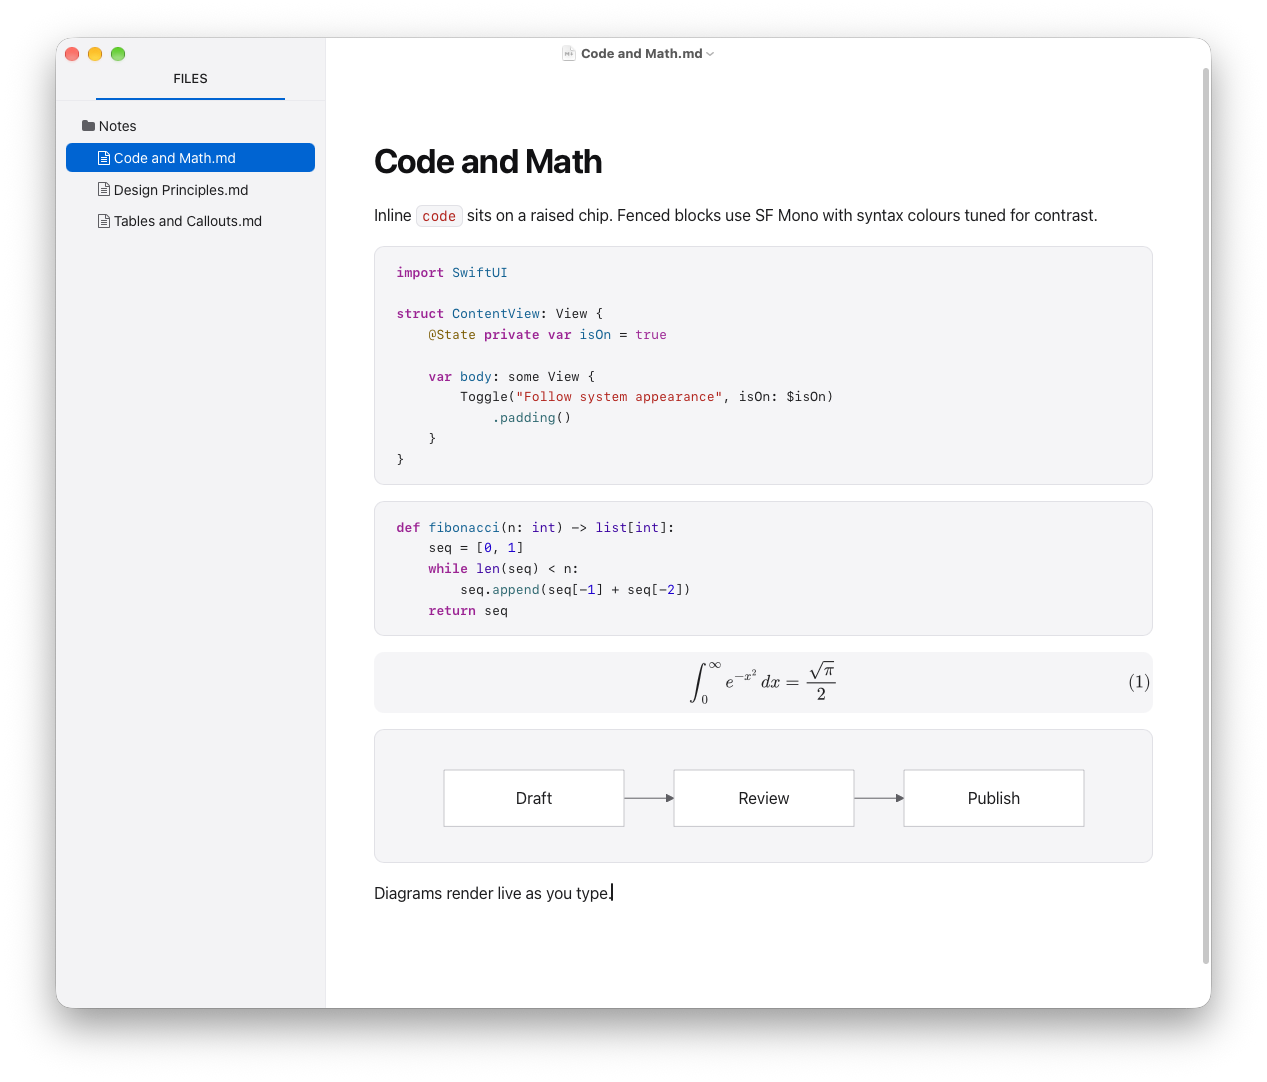 Code and Math.md
FILES
Notes
Code and Math.md
Design Principles.md
Tables and Callouts.md
Code and Math
Inline code sits on a raised chip. Fenced blocks use SF Mono with syntax colours tuned for contrast.
import SwiftUI
struct ContentView: View {
    @State private var isOn = true
    var body: some View {
        Toggle("Follow system appearance", isOn: $isOn)
            .padding()
    }
}
def fibonacci(n: int) -> list[int]:
    seq = [0, 1]
    while len(seq) < n:
        seq.append(seq[-1] + seq[-2])
    return seq
∫₀^∞ e^{-x²} dx = √π/2 (1)
Draft Review Publish
Diagrams render live as you type.